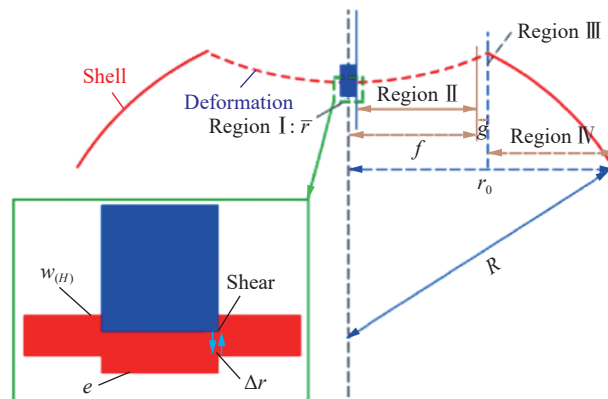 Region Ⅲ
Shell
Deformation
Region Ⅱ
Region Ⅰ: r̅
g̅
f
Region Ⅳ
r₀
R
w₍H₎
Shear
Δr
e